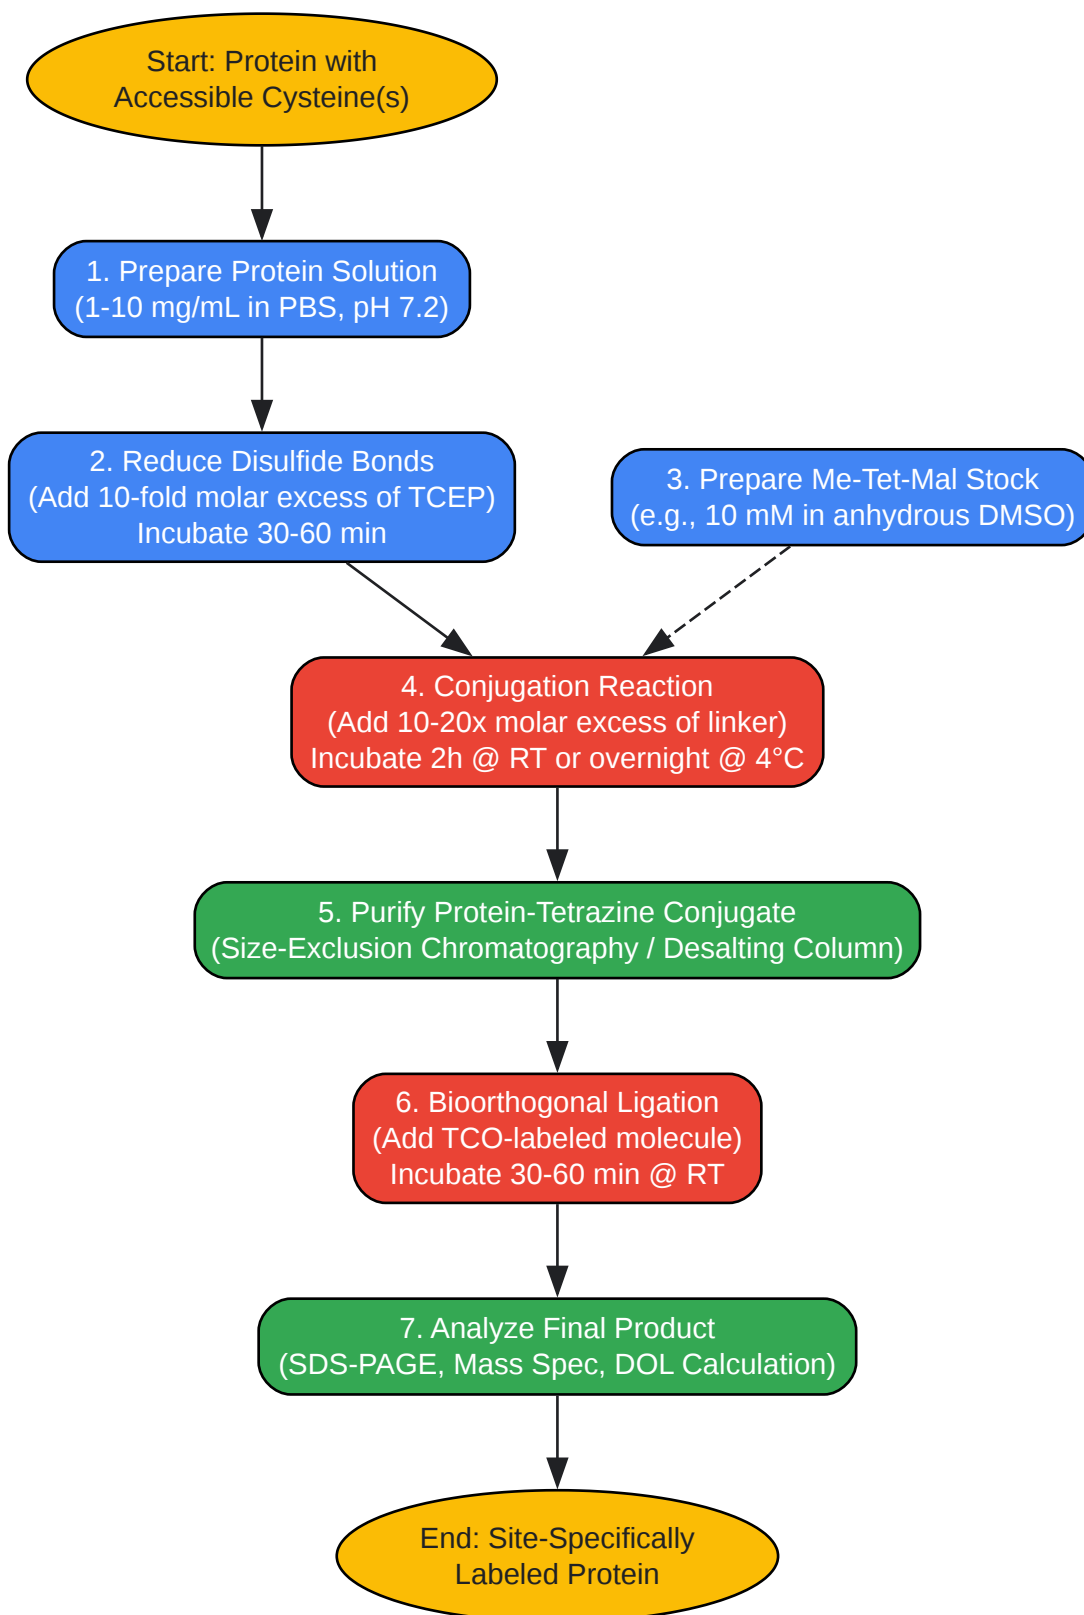 Start: Protein with
Accessible Cysteine(s)
1. Prepare Protein Solution
(1-10 mg/mL in PBS, pH 7.2)
2. Reduce Disulfide Bonds
(Add 10-fold molar excess of TCEP)
Incubate 30-60 min
3. Prepare Me-Tet-Mal Stock
(e.g., 10 mM in anhydrous DMSO)
4. Conjugation Reaction
(Add 10-20x molar excess of linker)
Incubate 2h @ RT or overnight @ 4°C
5. Purify Protein-Tetrazine Conjugate
(Size-Exclusion Chromatography / Desalting Column)
6. Bioorthogonal Ligation
(Add TCO-labeled molecule)
Incubate 30-60 min @ RT
7. Analyze Final Product
(SDS-PAGE, Mass Spec, DOL Calculation)
End: Site-Specifically
Labeled Protein